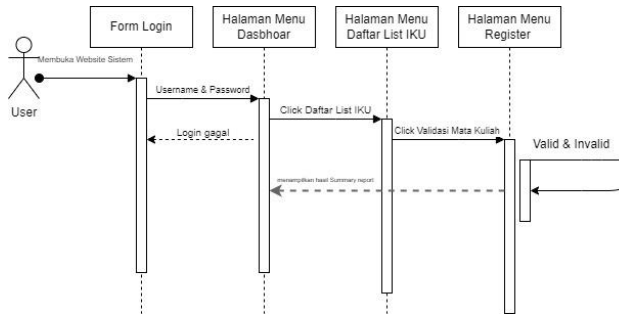 Form Login
Halaman Menu
Dasbhoar
Halaman Menu
Daftar List IKU
Halaman Menu
Register
Membuka Website Sistem
User
Username & Password
Click Daftar List IKU
Login gagal
Click Validasi Mata Kuliah
Valid & Invalid
menampilkan hasil Summary report